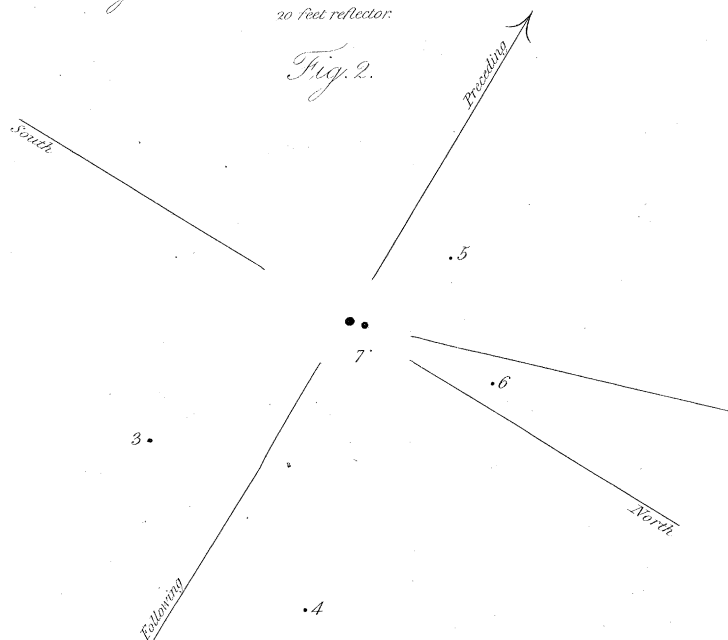 20 feet reflector.
Fig. 2.
Preceding
South
5
7
6
3
North
Following
4